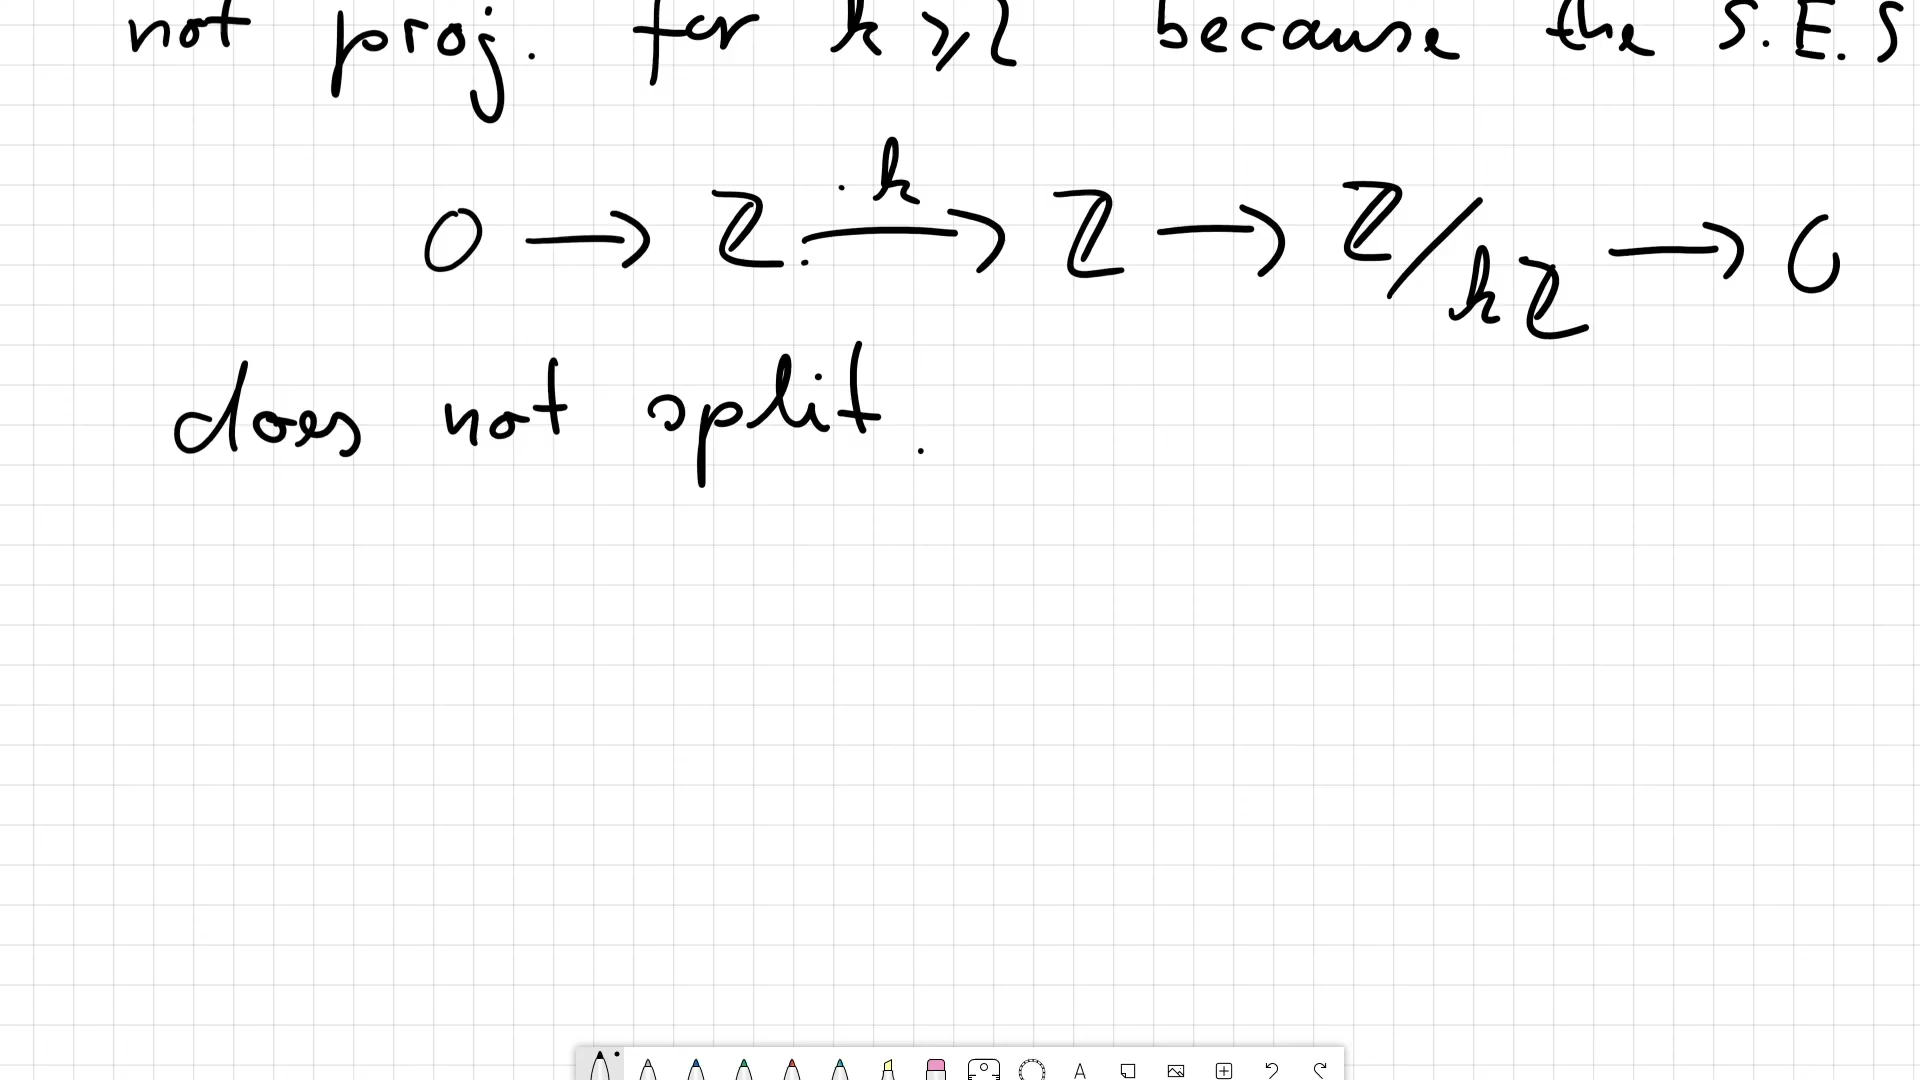 not proj. for k ⩾ 2 because the S.E.S
0 → ℤ —·k→ ℤ → ℤ/kℤ → 0
does not split.